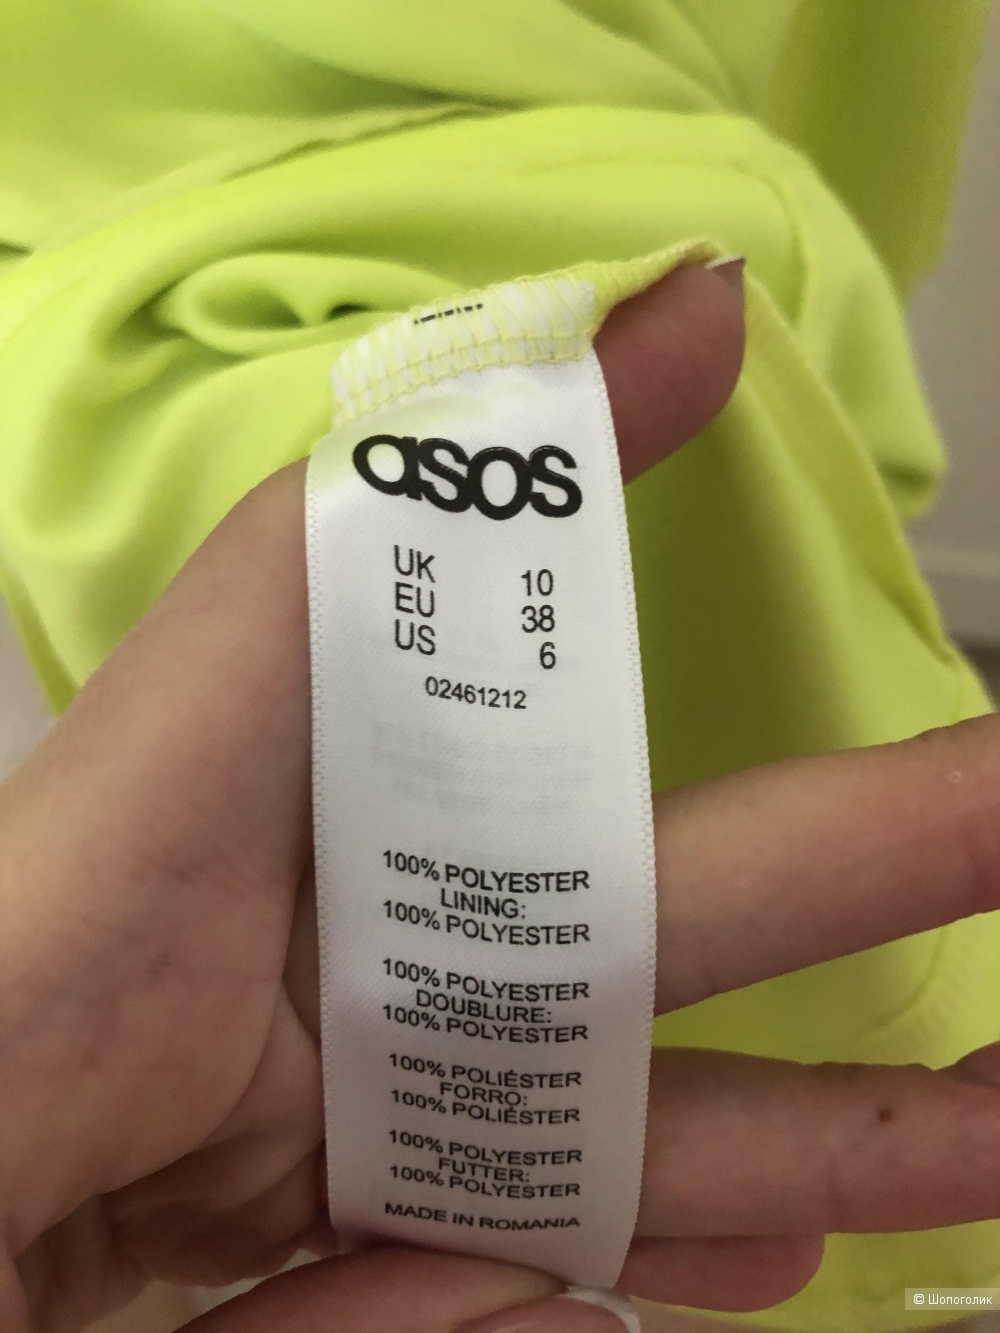 asos
UK 10
EU 38
US 6
02461212
100% POLYESTER
LINING:
100% POLYESTER
100% POLYESTER
DOUBLURE:
100% POLYESTER
100% POLIÉSTER
FORRO:
100% POLIÉSTER
100% POLYESTER
FUTTER:
100% POLYESTER
MADE IN ROMANIA
© Шопоголик